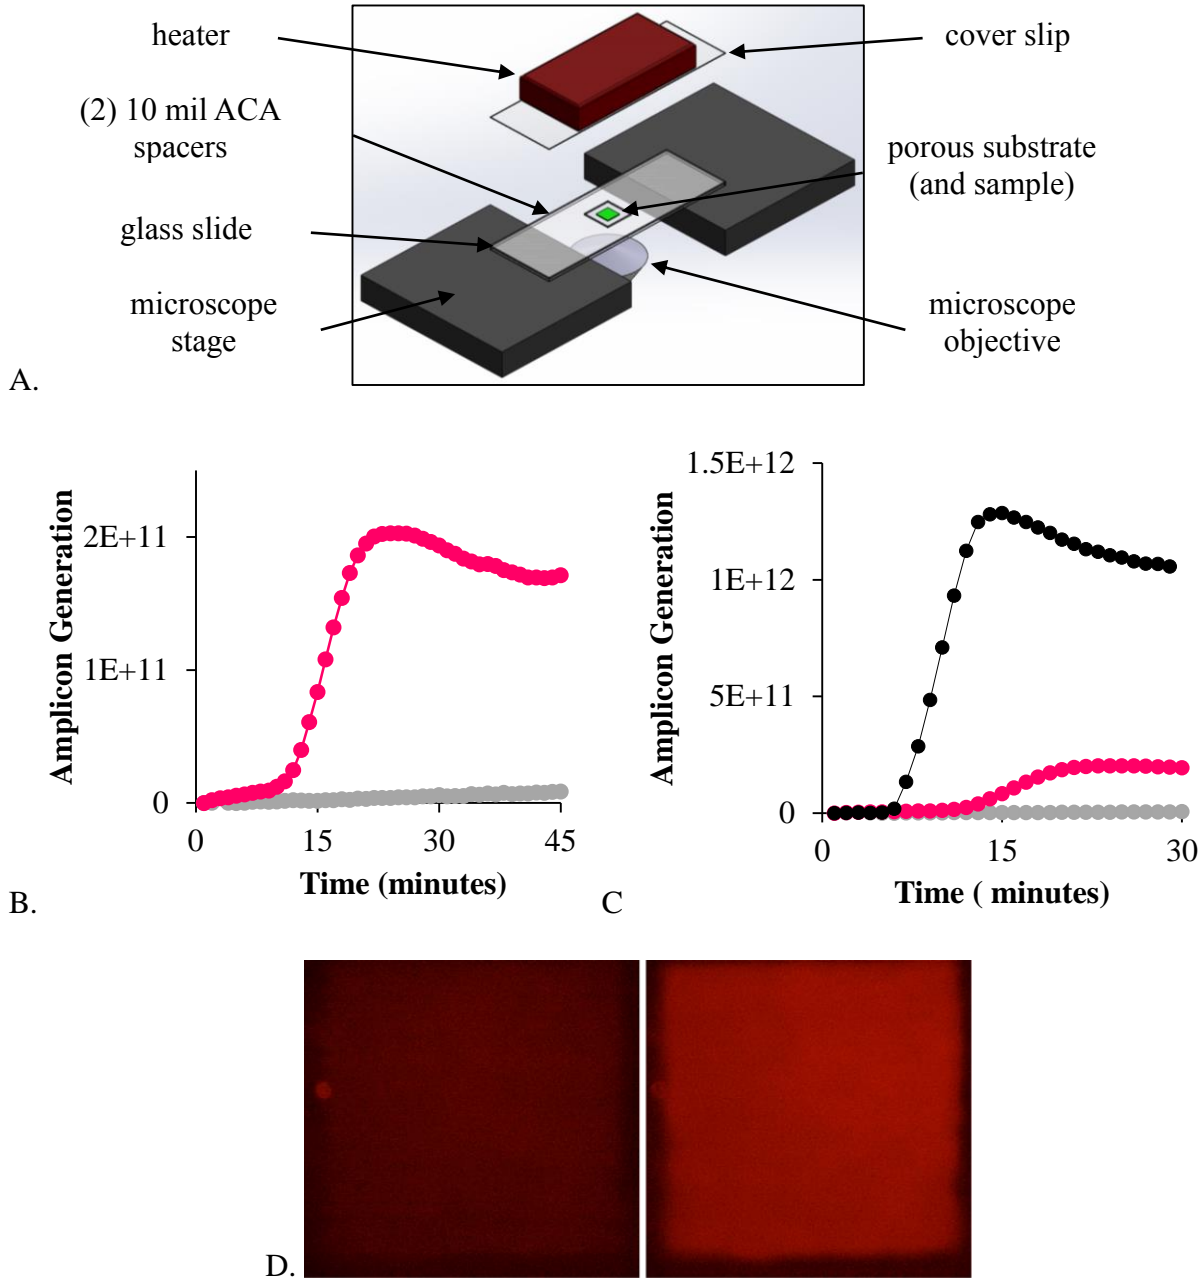 heater
cover slip
(2) 10 mil ACA
spacers
porous substrate
(and sample)
glass slide
microscope
stage
microscope
objective
A.
Amplicon Generation
2E+11
1E+11
0
0 15 30 45
Time (minutes)
B.
Amplicon Generation
1.5E+12
1E+12
5E+11
0
0 15 30
Time ( minutes)
C
D.